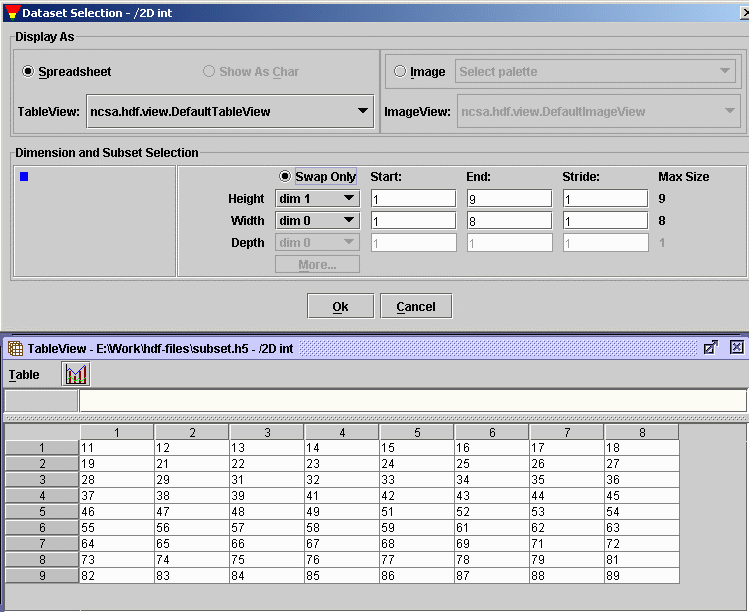 Dataset Selection - /2D int
Display As
Spreadsheet Show As Char Image Select palette
TableView: ncsa.hdf.view.DefaultTableView ImageView: ncsa.hdf.view.DefaultImageView
Dimension and Subset Selection
Swap Only Start: End: Stride: Max Size
Height dim 1 1 9 1 9
Width dim 0 1 8 1 8
Depth dim 0 1 1 1 1
More...
Ok Cancel
TableView - E:\Work\hdf-files\subset.h5 - /2D int
Table
1 2 3 4 5 6 7 8
1 11 12 13 14 15 16 17 18
2 19 21 22 23 24 25 26 27
3 28 29 31 32 33 34 35 36
4 37 38 39 41 42 43 44 45
5 46 47 48 49 51 52 53 54
6 55 56 57 58 59 61 62 63
7 64 65 66 67 68 69 71 72
8 73 74 75 76 77 78 79 81
9 82 83 84 85 86 87 88 89